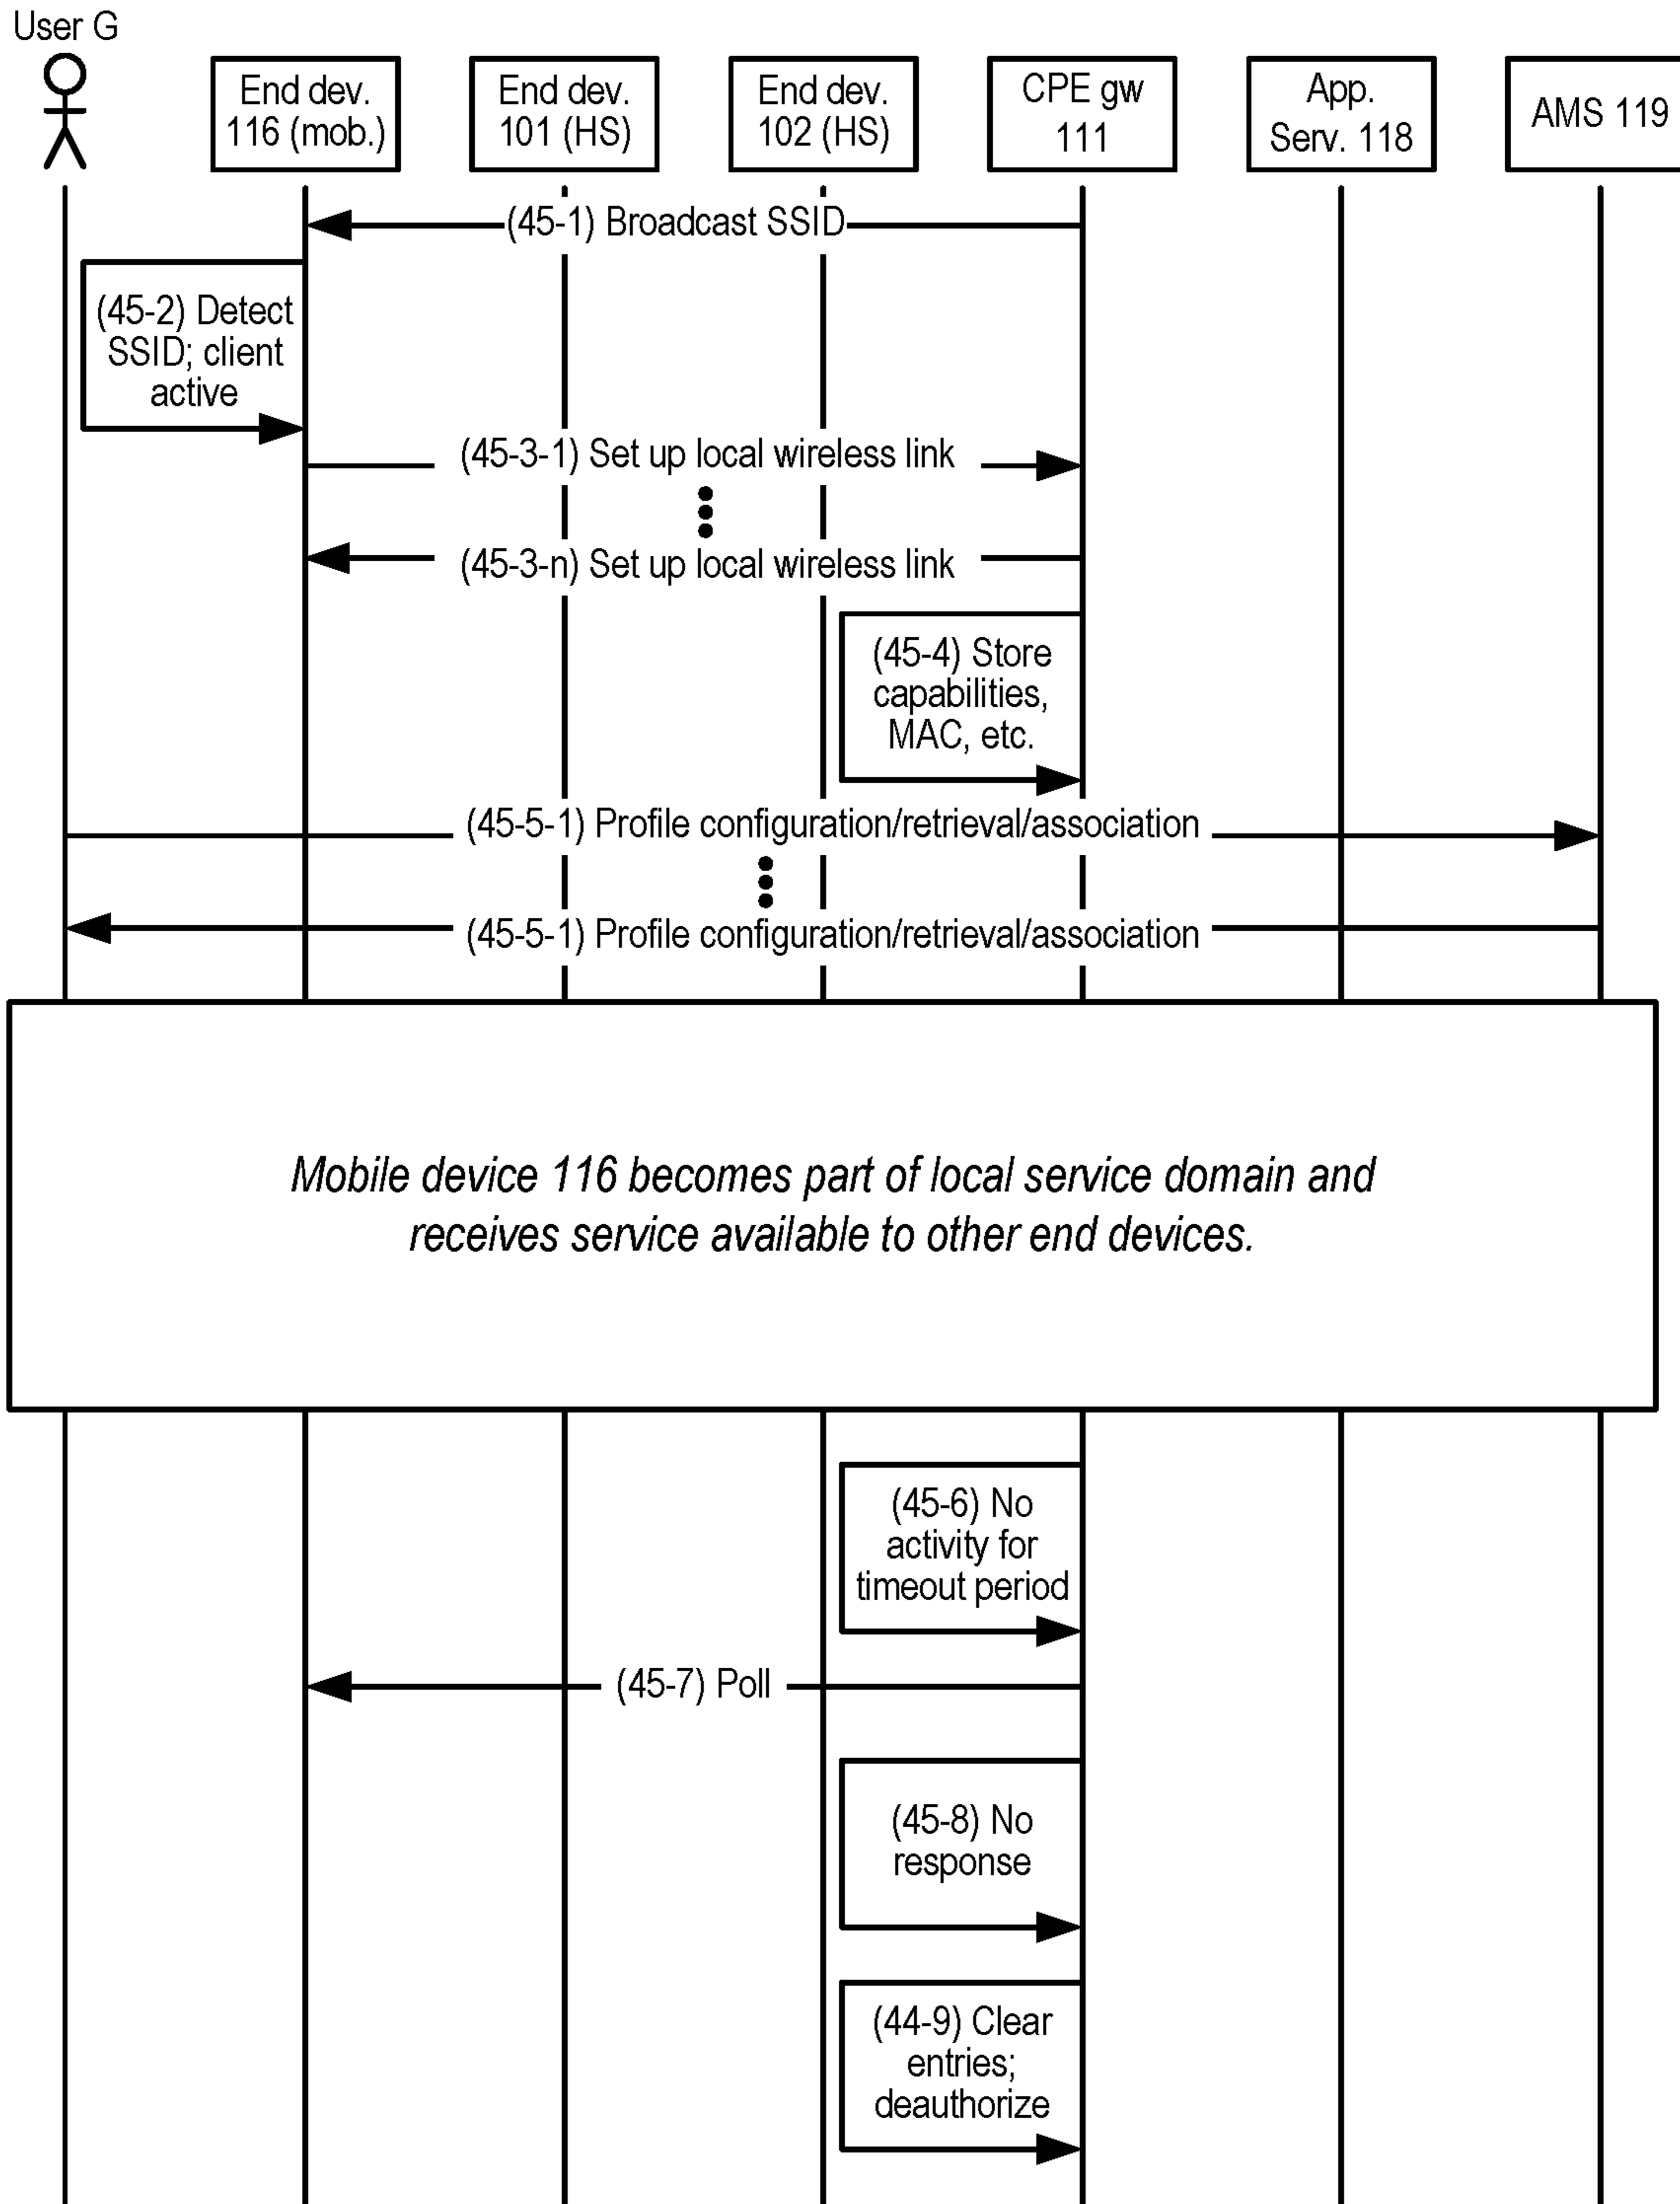 User G
End dev.
116 (mob.)
End dev.
101 (HS)
End dev.
102 (HS)
CPE gw
111
App.
Serv. 118
AMS 119
(45-1) Broadcast SSID
(45-2) Detect
SSID; client
active
(45-3-1) Set up local wireless link
(45-3-n) Set up local wireless link
(45-4) Store
capabilities,
MAC, etc.
(45-5-1) Profile configuration/retrieval/association
(45-5-1) Profile configuration/retrieval/association
Mobile device 116 becomes part of local service domain and
receives service available to other end devices.
(45-6) No
activity for
timeout period
(45-7) Poll
(45-8) No
response
(44-9) Clear
entries;
deauthorize